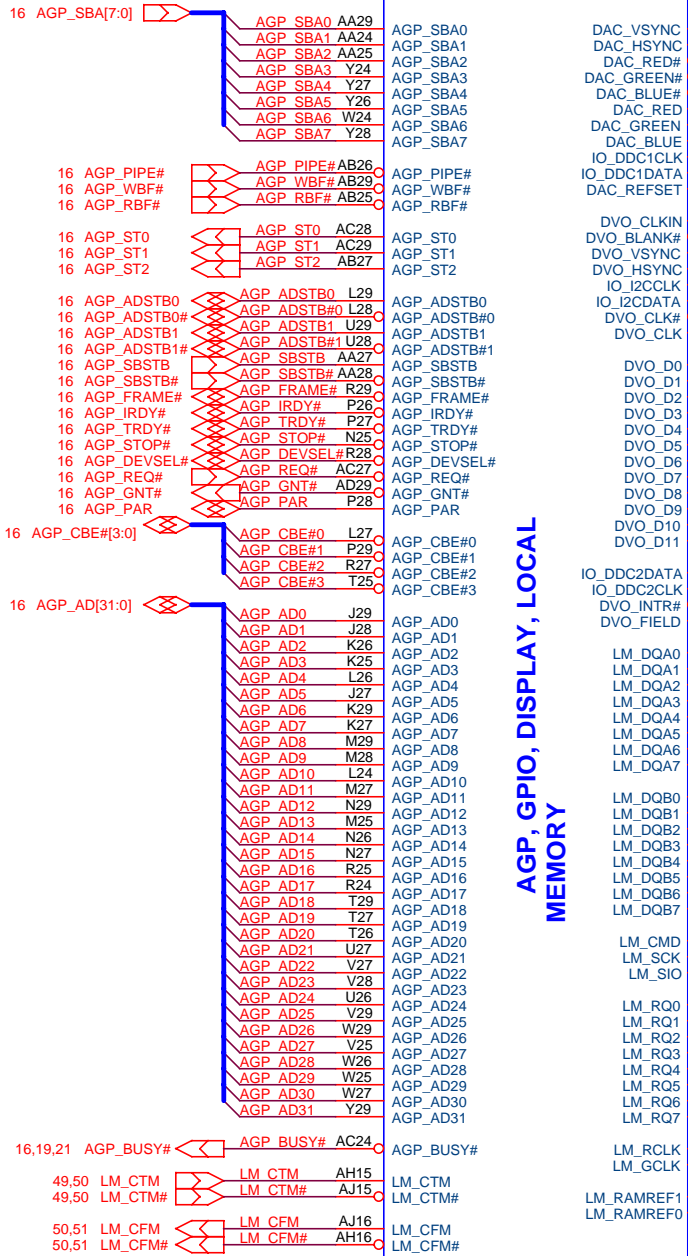 16 AGP_SBA[7:0]
AGP_SBA0 AA29 AGP_SBA0 DAC_VSYNC
AGP_SBA1 AA24 AGP_SBA1 DAC_HSYNC
AGP_SBA2 AA25 AGP_SBA2 DAC_RED#
AGP_SBA3 Y24 AGP_SBA3 DAC_GREEN#
AGP_SBA4 Y27 AGP_SBA4 DAC_BLUE#
AGP_SBA5 Y26 AGP_SBA5 DAC_RED
AGP_SBA6 W24 AGP_SBA6 DAC_GREEN
AGP_SBA7 Y28 AGP_SBA7 DAC_BLUE
IO_DDC1CLK
16 AGP_PIPE# AGP_PIPE# AB26 AGP_PIPE# IO_DDC1DATA
16 AGP_WBF# AGP_WBF# AB29 AGP_WBF# DAC_REFSET
16 AGP_RBF# AGP_RBF# AB25 AGP_RBF#
DVO_CLKIN
16 AGP_ST0 AGP_ST0 AC28 AGP_ST0 DVO_BLANK#
16 AGP_ST1 AGP_ST1 AC29 AGP_ST1 DVO_VSYNC
16 AGP_ST2 AGP_ST2 AB27 AGP_ST2 DVO_HSYNC
IO_I2CCLK
16 AGP_ADSTB0 AGP_ADSTB0 L29 AGP_ADSTB0 IO_I2CDATA
16 AGP_ADSTB0# AGP_ADSTB#0 L28 AGP_ADSTB#0 DVO_CLK#
16 AGP_ADSTB1 AGP_ADSTB1 U29 AGP_ADSTB1 DVO_CLK
16 AGP_ADSTB1# AGP_ADSTB#1 U28 AGP_ADSTB#1
16 AGP_SBSTB AGP_SBSTB AA27 AGP_SBSTB DVO_D0
16 AGP_SBSTB# AGP_SBSTB# AA28 AGP_SBSTB# DVO_D1
16 AGP_FRAME# AGP_FRAME# R29 AGP_FRAME# DVO_D2
16 AGP_IRDY# AGP_IRDY# P26 AGP_IRDY# DVO_D3
16 AGP_TRDY# AGP_TRDY# P27 AGP_TRDY# DVO_D4
16 AGP_STOP# AGP_STOP# N25 AGP_STOP# DVO_D5
16 AGP_DEVSEL# AGP_DEVSEL# R28 AGP_DEVSEL# DVO_D6
16 AGP_REQ# AGP_REQ# AC27 AGP_REQ# DVO_D7
16 AGP_GNT# AGP_GNT# AD29 AGP_GNT# DVO_D8
16 AGP_PAR AGP_PAR P28 AGP_PAR DVO_D9
DVO_D10
16 AGP_CBE#[3:0] AGP_CBE#0 L27 AGP_CBE#0 DVO_D11
AGP_CBE#1 P29 AGP_CBE#1
AGP_CBE#2 R27 AGP_CBE#2 IO_DDC2DATA
AGP_CBE#3 T25 AGP_CBE#3 IO_DDC2CLK
16 AGP_AD[31:0] DVO_INTR#
AGP_AD0 J29 AGP_AD0 DVO_FIELD
AGP_AD1 J28 AGP_AD1
AGP_AD2 K26 AGP_AD2 LM_DQA0
AGP_AD3 K25 AGP_AD3 LM_DQA1
AGP_AD4 L26 AGP_AD4 LM_DQA2
AGP_AD5 J27 AGP_AD5 LM_DQA3
AGP_AD6 K29 AGP_AD6 LM_DQA4
AGP_AD7 K27 AGP_AD7 LM_DQA5
AGP_AD8 M29 AGP_AD8 LM_DQA6
AGP_AD9 M28 AGP_AD9 LM_DQA7
AGP_AD10 L24 AGP_AD10
AGP_AD11 M27 AGP_AD11 LM_DQB0
AGP_AD12 N29 AGP_AD12 LM_DQB1
AGP_AD13 M25 AGP_AD13 LM_DQB2
AGP_AD14 N26 AGP_AD14 LM_DQB3
AGP_AD15 N27 AGP_AD15 LM_DQB4
AGP_AD16 R25 AGP_AD16 LM_DQB5
AGP_AD17 R24 AGP_AD17 LM_DQB6
AGP_AD18 T29 AGP_AD18 LM_DQB7
AGP_AD19 T27 AGP_AD19
AGP_AD20 T26 AGP_AD20 LM_CMD
AGP_AD21 U27 AGP_AD21 LM_SCK
AGP_AD22 V27 AGP_AD22 LM_SIO
AGP_AD23 V28 AGP_AD23
AGP_AD24 U26 AGP_AD24 LM_RQ0
AGP_AD25 V29 AGP_AD25 LM_RQ1
AGP_AD26 W29 AGP_AD26 LM_RQ2
AGP_AD27 V25 AGP_AD27 LM_RQ3
AGP_AD28 W26 AGP_AD28 LM_RQ4
AGP_AD29 W25 AGP_AD29 LM_RQ5
AGP_AD30 W27 AGP_AD30 LM_RQ6
AGP_AD31 Y29 AGP_AD31 LM_RQ7
16,19,21 AGP_BUSY# AGP_BUSY# AC24 AGP_BUSY# LM_RCLK
LM_GCLK
49,50 LM_CTM LM_CTM AH15 LM_CTM
49,50 LM_CTM# LM_CTM# AJ15 LM_CTM# LM_RAMREF1
LM_RAMREF0
50,51 LM_CFM LM_CFM AJ16 LM_CFM
50,51 LM_CFM# LM_CFM# AH16 LM_CFM#
AGP, GPIO, DISPLAY, LOCAL
MEMORY